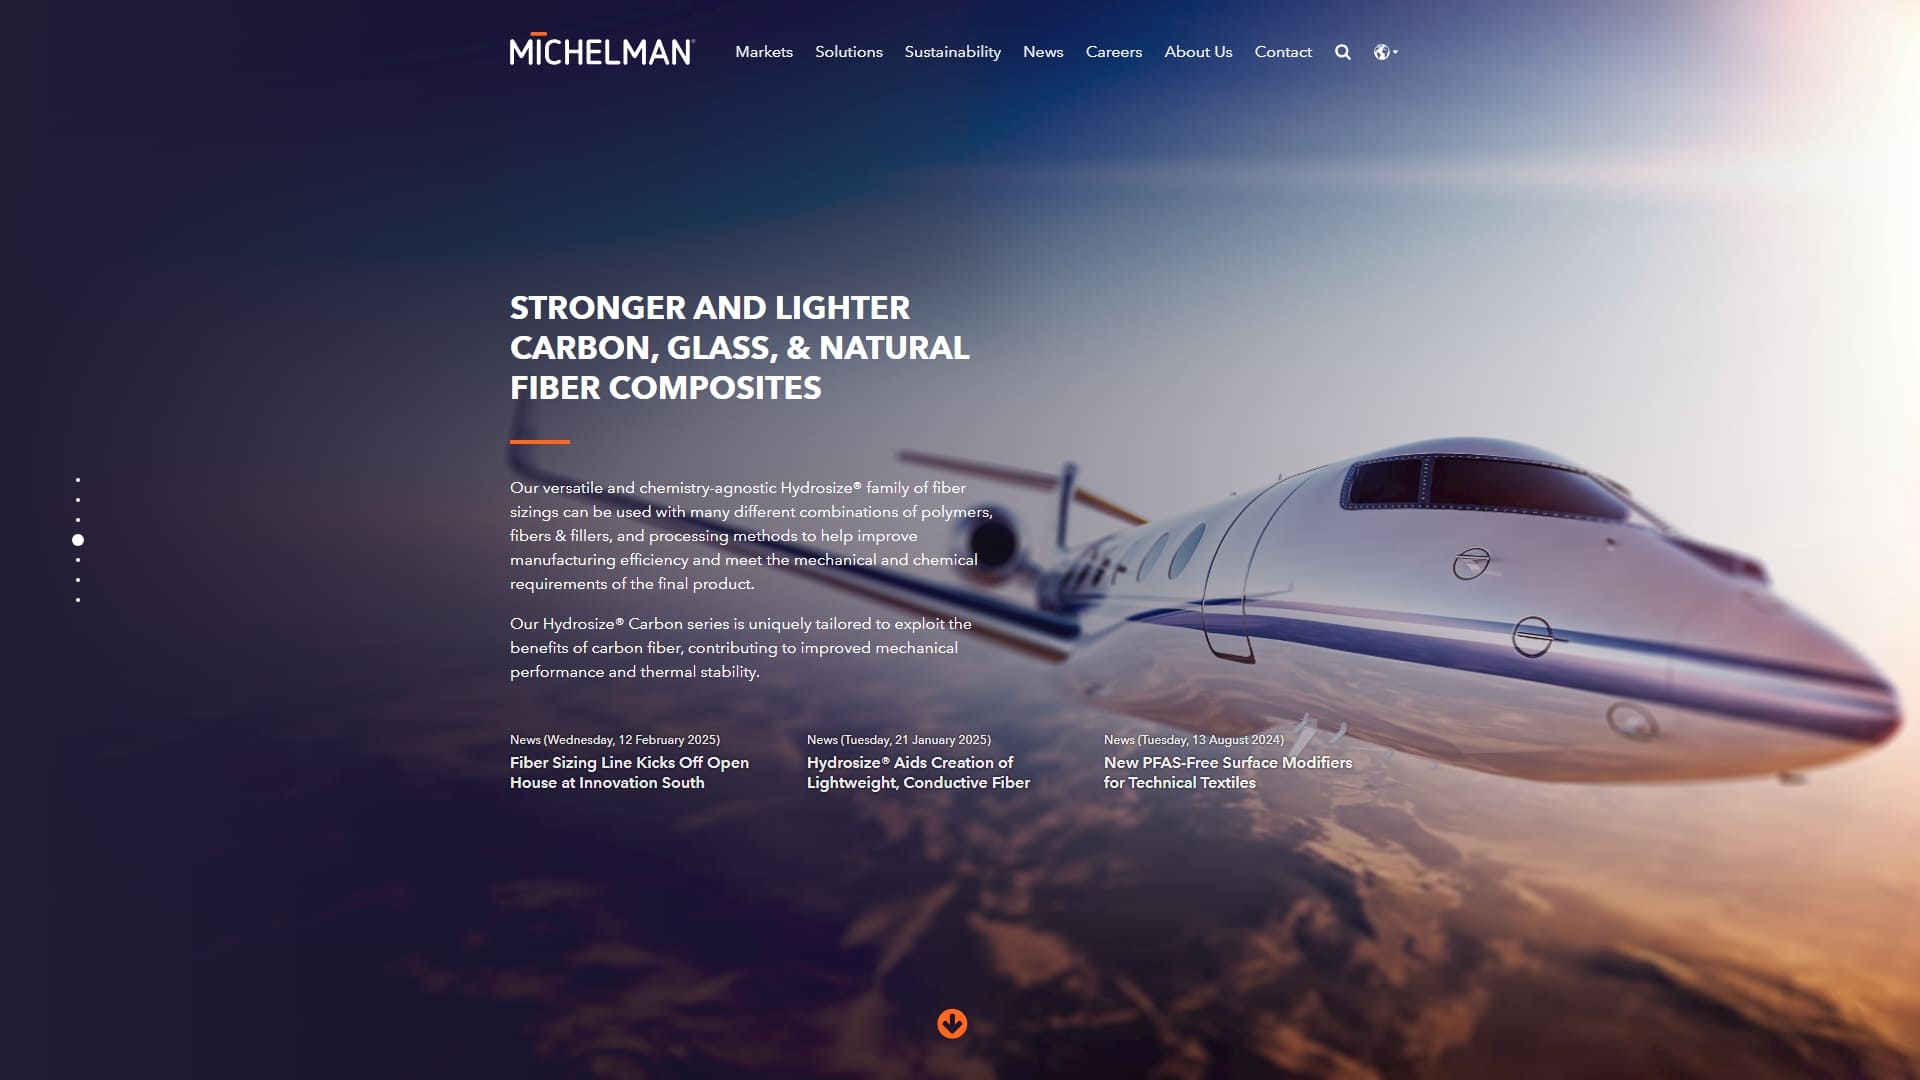 MICHELMAN®
Markets
Solutions
Sustainability
News
Careers
About Us
Contact
STRONGER AND LIGHTER
CARBON, GLASS, & NATURAL
FIBER COMPOSITES
Our versatile and chemistry-agnostic Hydrosize® family of fiber
sizings can be used with many different combinations of polymers,
fibers & fillers, and processing methods to help improve
manufacturing efficiency and meet the mechanical and chemical
requirements of the final product.
Our Hydrosize® Carbon series is uniquely tailored to exploit the
benefits of carbon fiber, contributing to improved mechanical
performance and thermal stability.
News (Wednesday, 12 February 2025)
Fiber Sizing Line Kicks Off Open
House at Innovation South
News (Tuesday, 21 January 2025)
Hydrosize® Aids Creation of
Lightweight, Conductive Fiber
News (Tuesday, 13 August 2024)
New PFAS-Free Surface Modifiers
for Technical Textiles